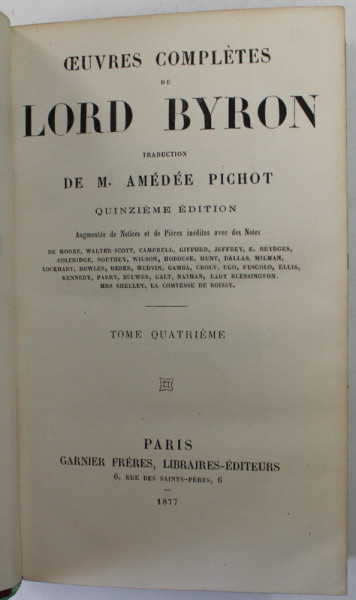 ŒUVRES COMPLÈTES
DE
LORD BYRON
TRADUCTION
DE M. AMÉDÉE PICHOT
QUINZIÈME ÉDITION
Augmentée de Notices et de Pièces inédites avec des Notes
DE MOORE, WALTER SCOTT, CAMPBELL, GIFFURD, JEFFREY, E. BRYDGES,
COLERIDGE, SOUTHEY, WILSON, HOBOUSE, HUNT, DALLAS, MILMAN,
LOCKHART, BOWLES, HEBER, MERVIN, GAMBA, CROLY, UGO, FUSCOLO, ELLIS,
KENNEDY, PARRY, BULWER, GALT, NATHAN, LADY BLESSINGTON.
MRS SHELLEY, LA COMTESSE DE BOISSY.
TOME QUATRIÈME
PARIS
GARNIER FRÈRES, LIBRAIRES-ÉDITEURS
6, RUE DES SAINTS-PÈRES, 6
1877